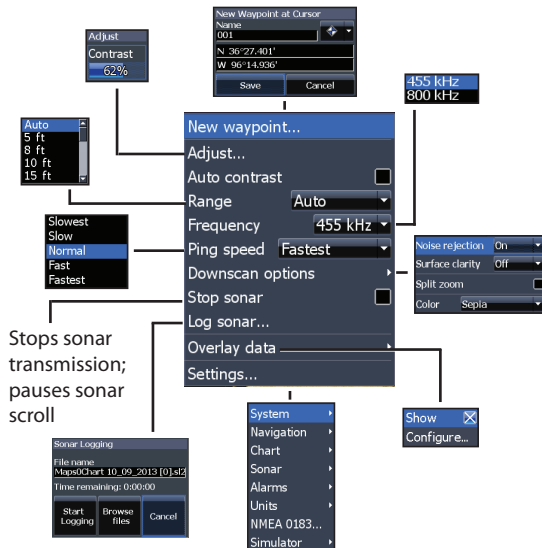 New Waypoint at Cursor
Name
001
N 36°27.401'
W 96°14.936'
Save Cancel
Adjust
Contrast
62%
455 kHz
800 kHz
Auto
5 ft
8 ft
10 ft
15 ft
New waypoint...
Adjust...
Auto contrast
Range Auto
Frequency 455 kHz
Ping speed Fastest
Downscan options
Stop sonar
Log sonar...
Overlay data
Settings...
Slowest
Slow
Normal
Fast
Fastest
Noise rejection On
Surface clarity Off
Split zoom
Color Sepia
Stops sonar
transmission;
pauses sonar
scroll
Sonar Logging
File name
Maps0Chart 10_09_2013 [0].sl2
Time remaining: 0:00:00
Start
Logging
Browse
files
Cancel
System
Navigation
Chart
Sonar
Alarms
Units
NMEA 0183...
Simulator
Show
Configure...